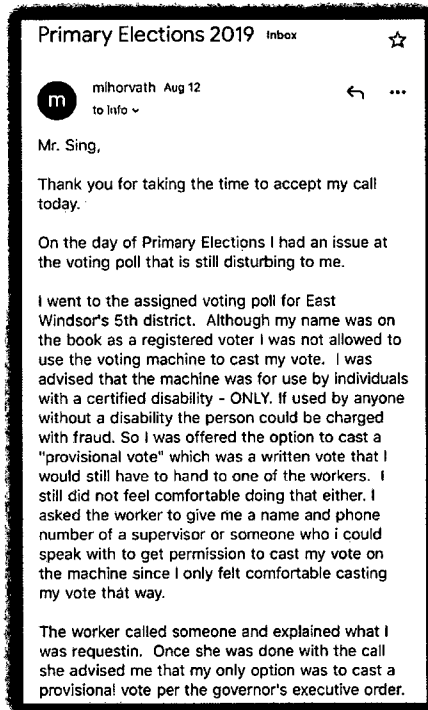 Primary Elections 2019 Inbox
m
mlhorvath Aug 12
to Info
Mr. Sing,
Thank you for taking the time to accept my call
today.
On the day of Primary Elections I had an issue at
the voting poll that is still disturbing to me.
I went to the assigned voting poll for East
Windsor's 5th district. Although my name was on
the book as a registered voter I was not allowed to
use the voting machine to cast my vote. I was
advised that the machine was for use by individuals
with a certified disability - ONLY. If used by anyone
without a disability the person could be charged
with fraud. So I was offered the option to cast a
"provisional vote" which was a written vote that I
would still have to hand to one of the workers. I
still did not feel comfortable doing that either. I
asked the worker to give me a name and phone
number of a supervisor or someone who i could
speak with to get permission to cast my vote on
the machine since I only felt comfortable casting
my vote that way.
The worker called someone and explained what I
was requestin. Once she was done with the call
she advised me that my only option was to cast a
provisional vote per the governor's executive order.